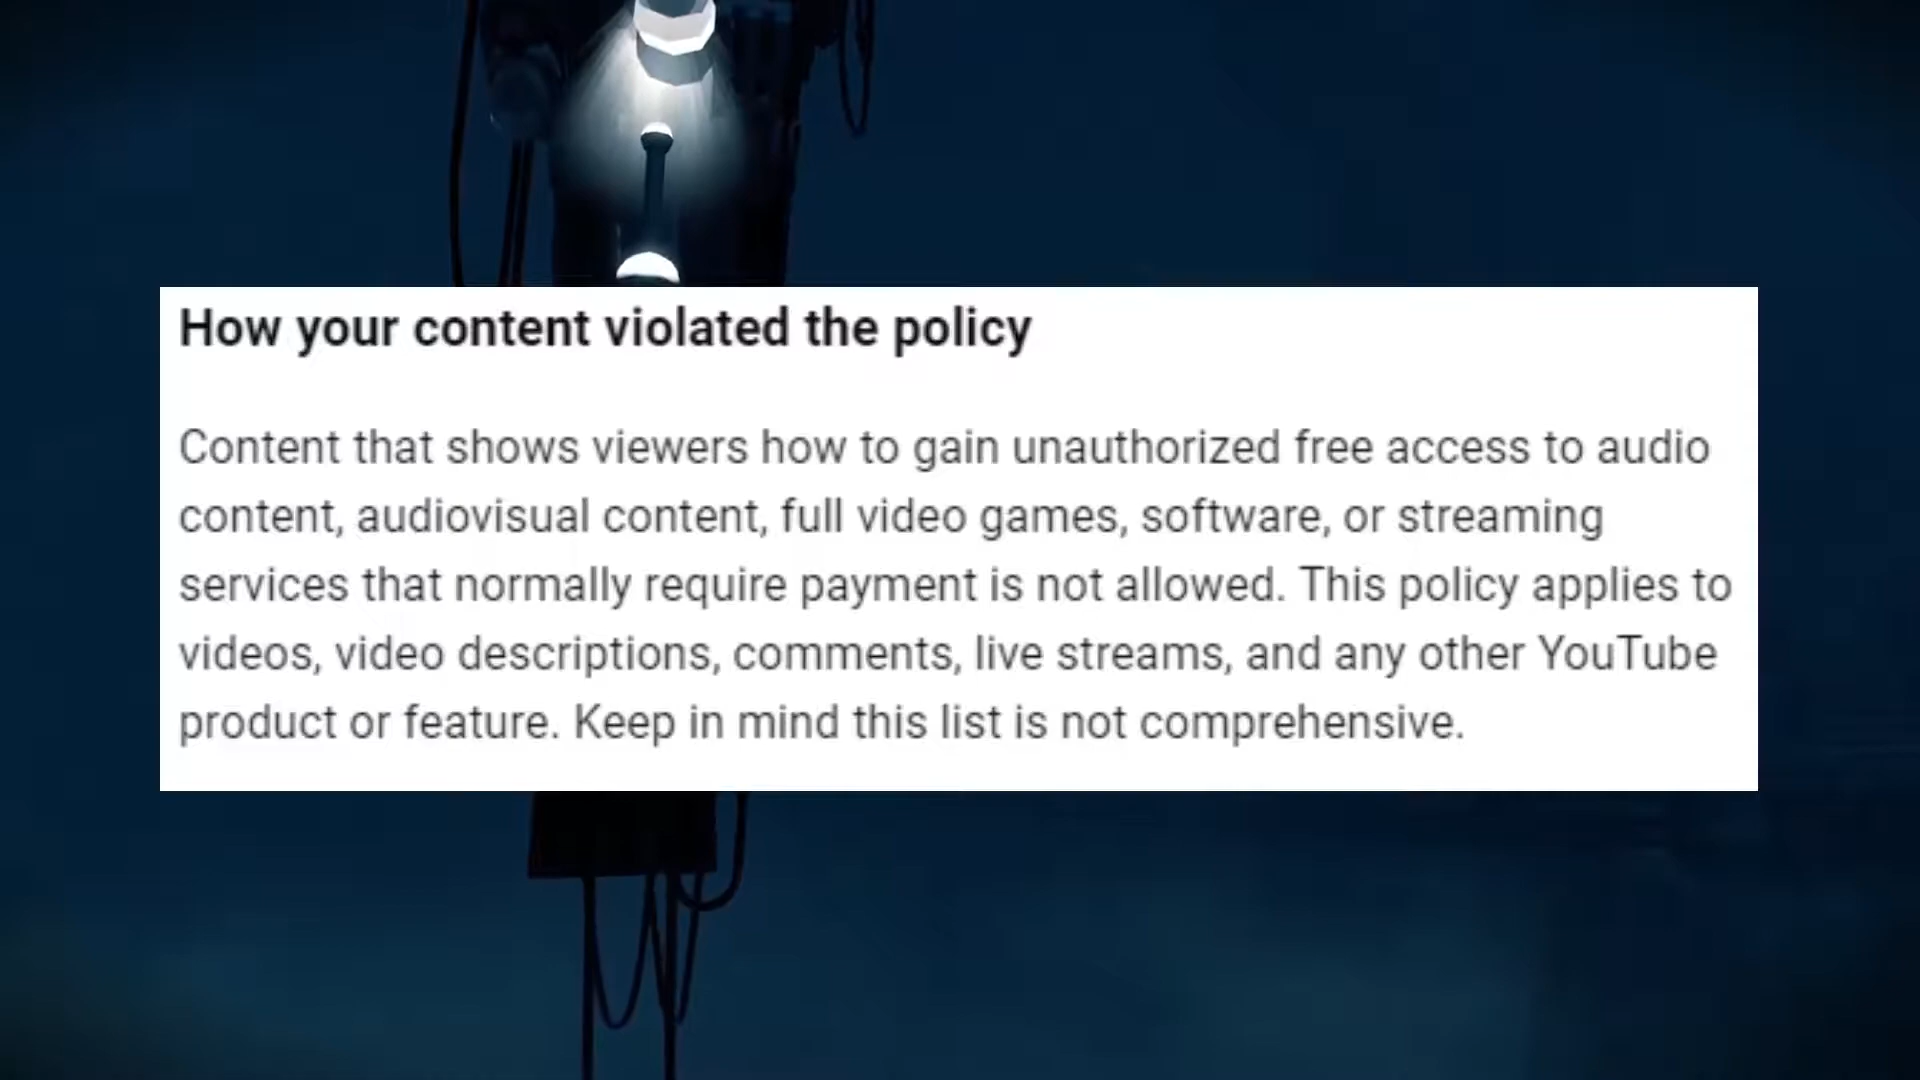 How your content violated the policy
Content that shows viewers how to gain unauthorized free access to audio
content, audiovisual content, full video games, software, or streaming
services that normally require payment is not allowed. This policy applies to
videos, video descriptions, comments, live streams, and any other YouTube
product or feature. Keep in mind this list is not comprehensive.